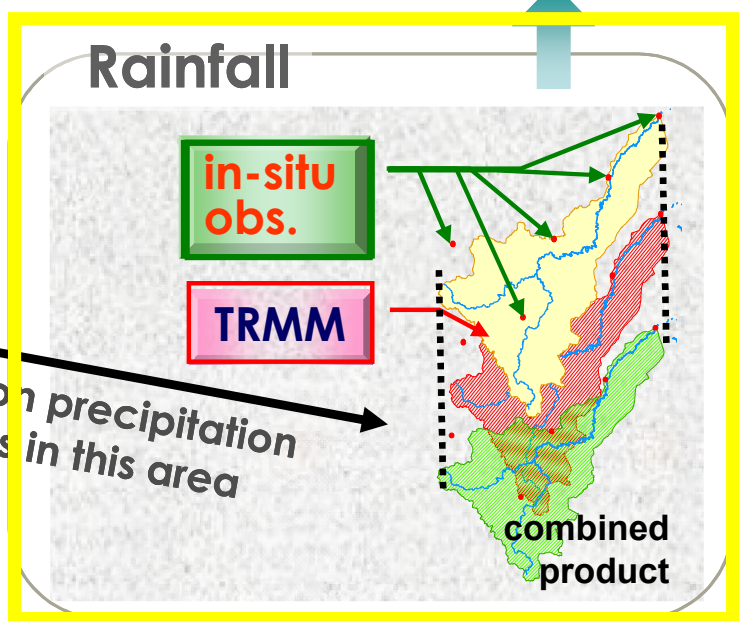 Rainfall
in-situ
obs.
TRMM
precipitation
in this area
combined
product